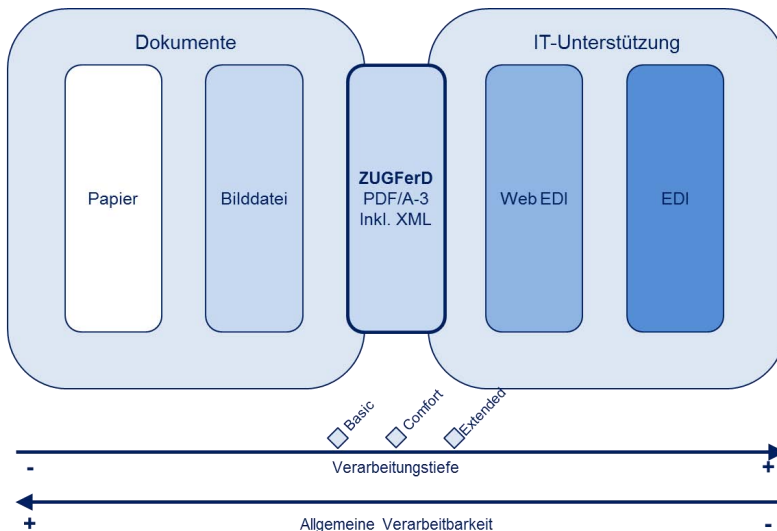 Dokumente
IT-Unterstützung
Papier
Bilddatei
ZUGFerD
PDF/A-3
Inkl. XML
Web EDI
EDI
Basic
Comfort
Extended
- Verarbeitungstiefe +
+ Allgemeine Verarbeitbarkeit -